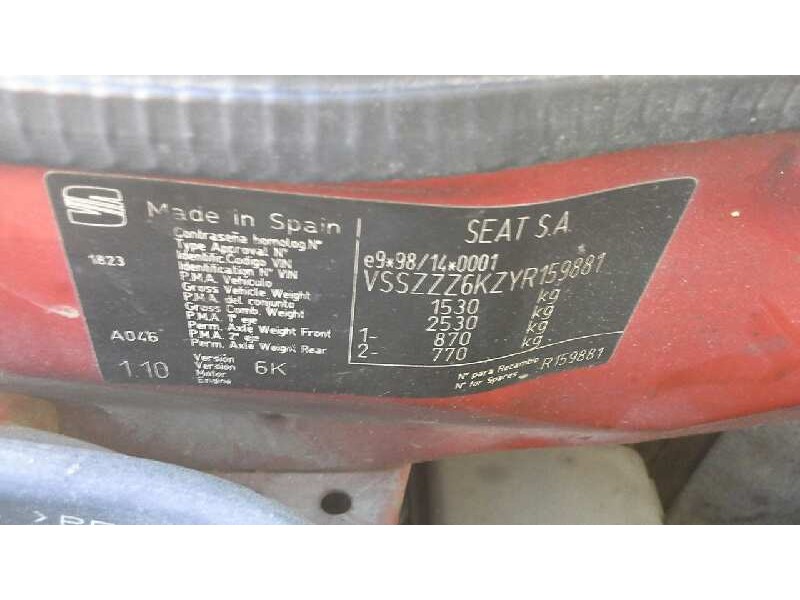 Made in Spain
SEAT S.A.
Contraseña homolog Nº
Type Approval Nº
e9*98/14*0001
1823
Identific.Codigo VIN
Identification Nº VIN
VSSZZZ6KZYR159881
P.M.A. Vehiculo
Gross Vehicle Weight
1530 kg
P.M.A. del conjunto
Gross Comb. Weight
2530 kg
A046
P.M.A. 1º eje
Perm. Axle Weight Front
1- 870 kg
P.M.A. 2º eje
Perm. Axle Weight Rear
2- 770 kg
1.10
Versión
Version
6K
Motor
Engine
Nº para Recambio
Nº for Spares
R159881